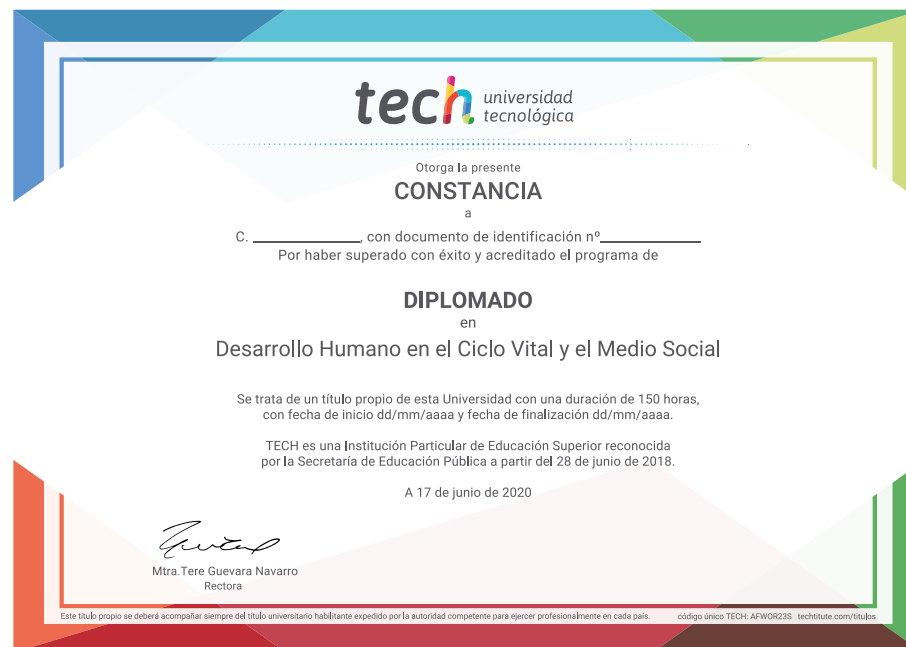 tech universidad
tecnológica
Otorga la presente
CONSTANCIA
a
C. ____________, con documento de identificación nº____________
Por haber superado con éxito y acreditado el programa de
DIPLOMADO
en
Desarrollo Humano en el Ciclo Vital y el Medio Social
Se trata de un título propio de esta Universidad con una duración de 150 horas,
con fecha de inicio dd/mm/aaaa y fecha de finalización dd/mm/aaaa.
TECH es una Institución Particular de Educación Superior reconocida
por la Secretaría de Educación Pública a partir del 28 de junio de 2018.
A 17 de junio de 2020
Mtra.Tere Guevara Navarro
Rectora
Este título propio se deberá acompañar siempre del título universitario habilitante expedido por la autoridad competente para ejercer profesionalmente en cada país. código único TECH: AFWOR23S techtitute.com/titulos